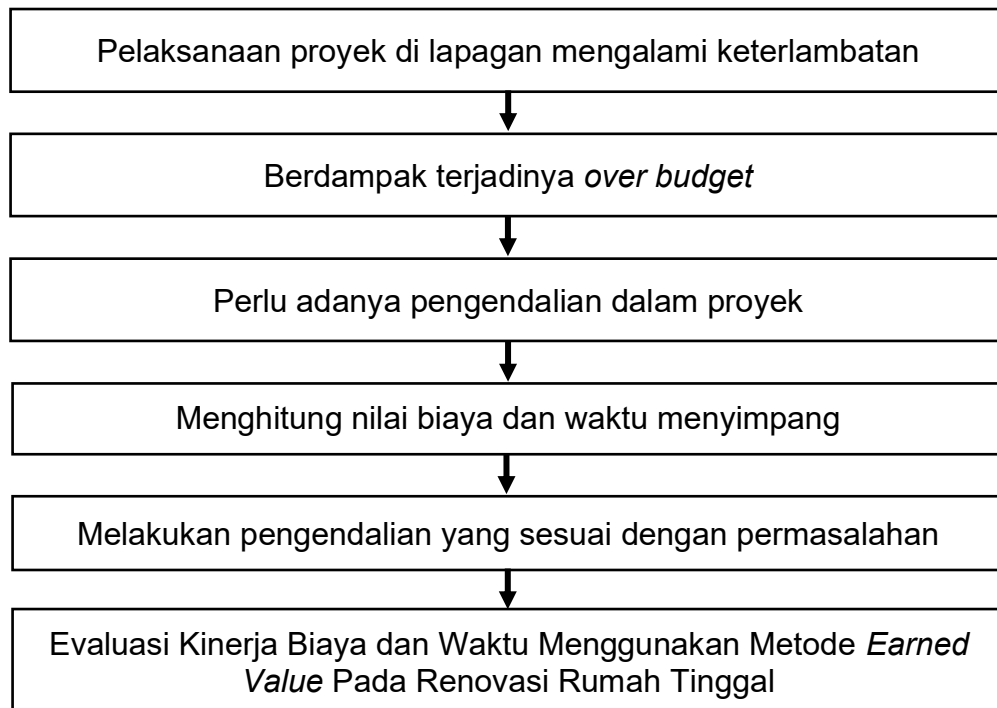 Pelaksanaan proyek di lapagan mengalami keterlambatan
Berdampak terjadinya over budget
Perlu adanya pengendalian dalam proyek
Menghitung nilai biaya dan waktu menyimpang
Melakukan pengendalian yang sesuai dengan permasalahan
Evaluasi Kinerja Biaya dan Waktu Menggunakan Metode Earned
Value Pada Renovasi Rumah Tinggal